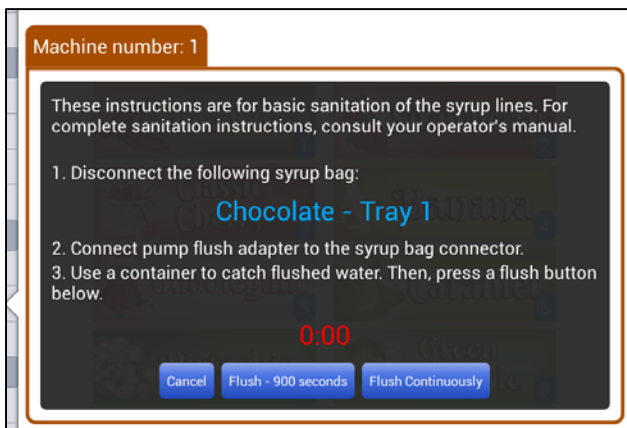 Machine number: 1
These instructions are for basic sanitation of the syrup lines. For
complete sanitation instructions, consult your operator's manual.
1. Disconnect the following syrup bag:
Chocolate - Tray 1
2. Connect pump flush adapter to the syrup bag connector.
3. Use a container to catch flushed water. Then, press a flush button
below.
0:00
Cancel
Flush - 900 seconds
Flush Continuously